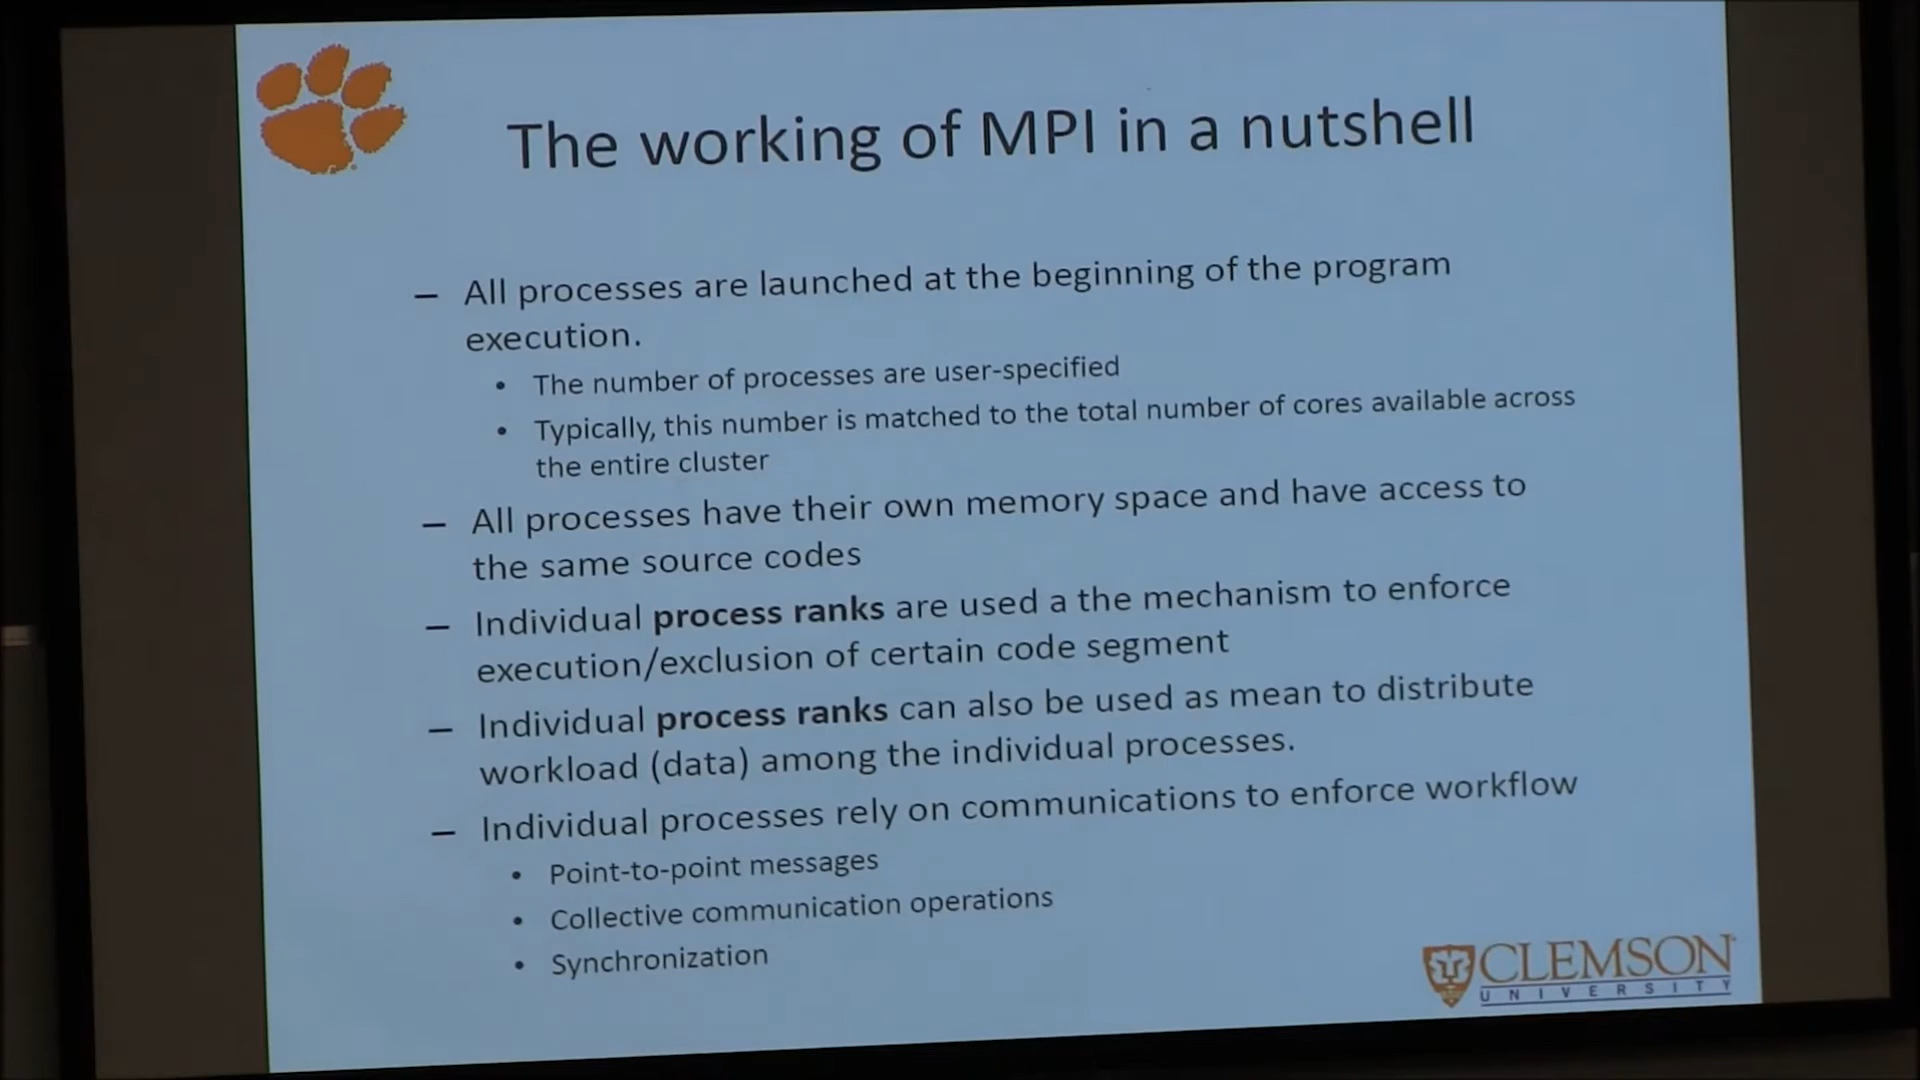 The working of MPI in a nutshell
– All processes are launched at the beginning of the program
execution.
• The number of processes are user-specified
• Typically, this number is matched to the total number of cores available across
the entire cluster
– All processes have their own memory space and have access to
the same source codes
– Individual process ranks are used a the mechanism to enforce
execution/exclusion of certain code segment
– Individual process ranks can also be used as mean to distribute
workload (data) among the individual processes.
– Individual processes rely on communications to enforce workflow
• Point-to-point messages
• Collective communication operations
• Synchronization
CLEMSON
UNIVERSITY